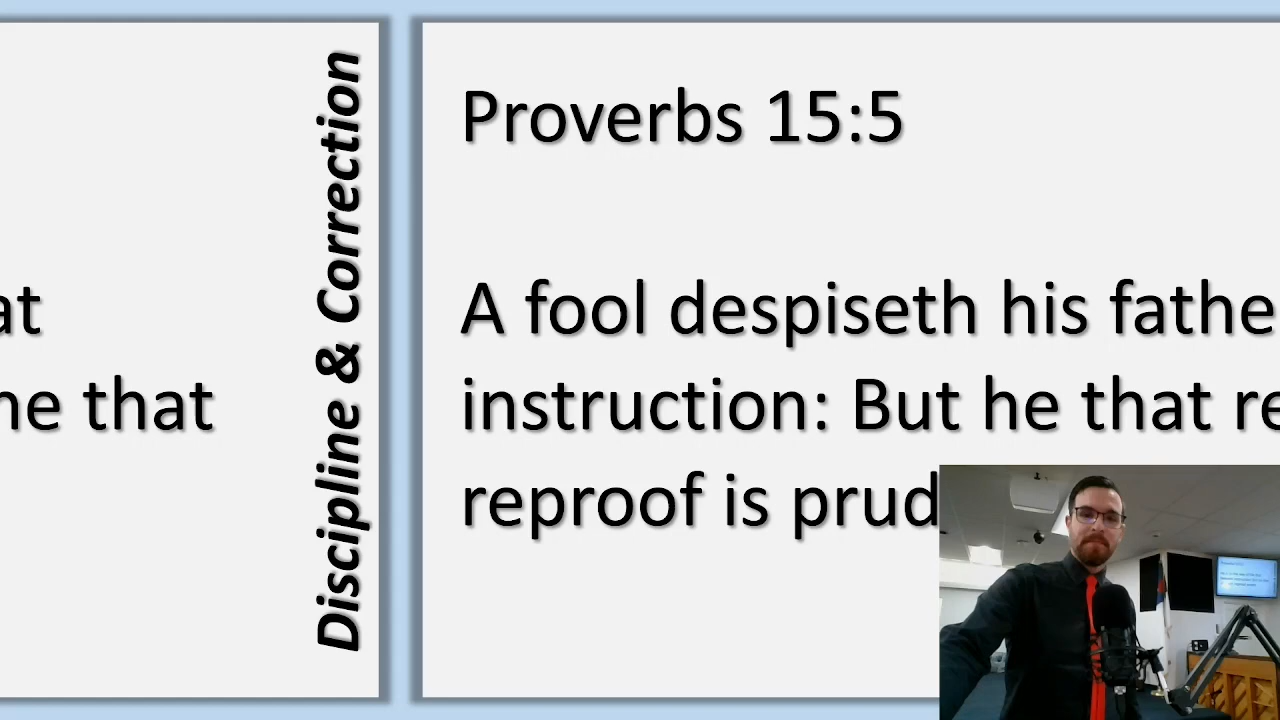 at
he that
Discipline & Correction
Proverbs 15:5
A fool despiseth his fathe
instruction: But he that re
reproof is prud